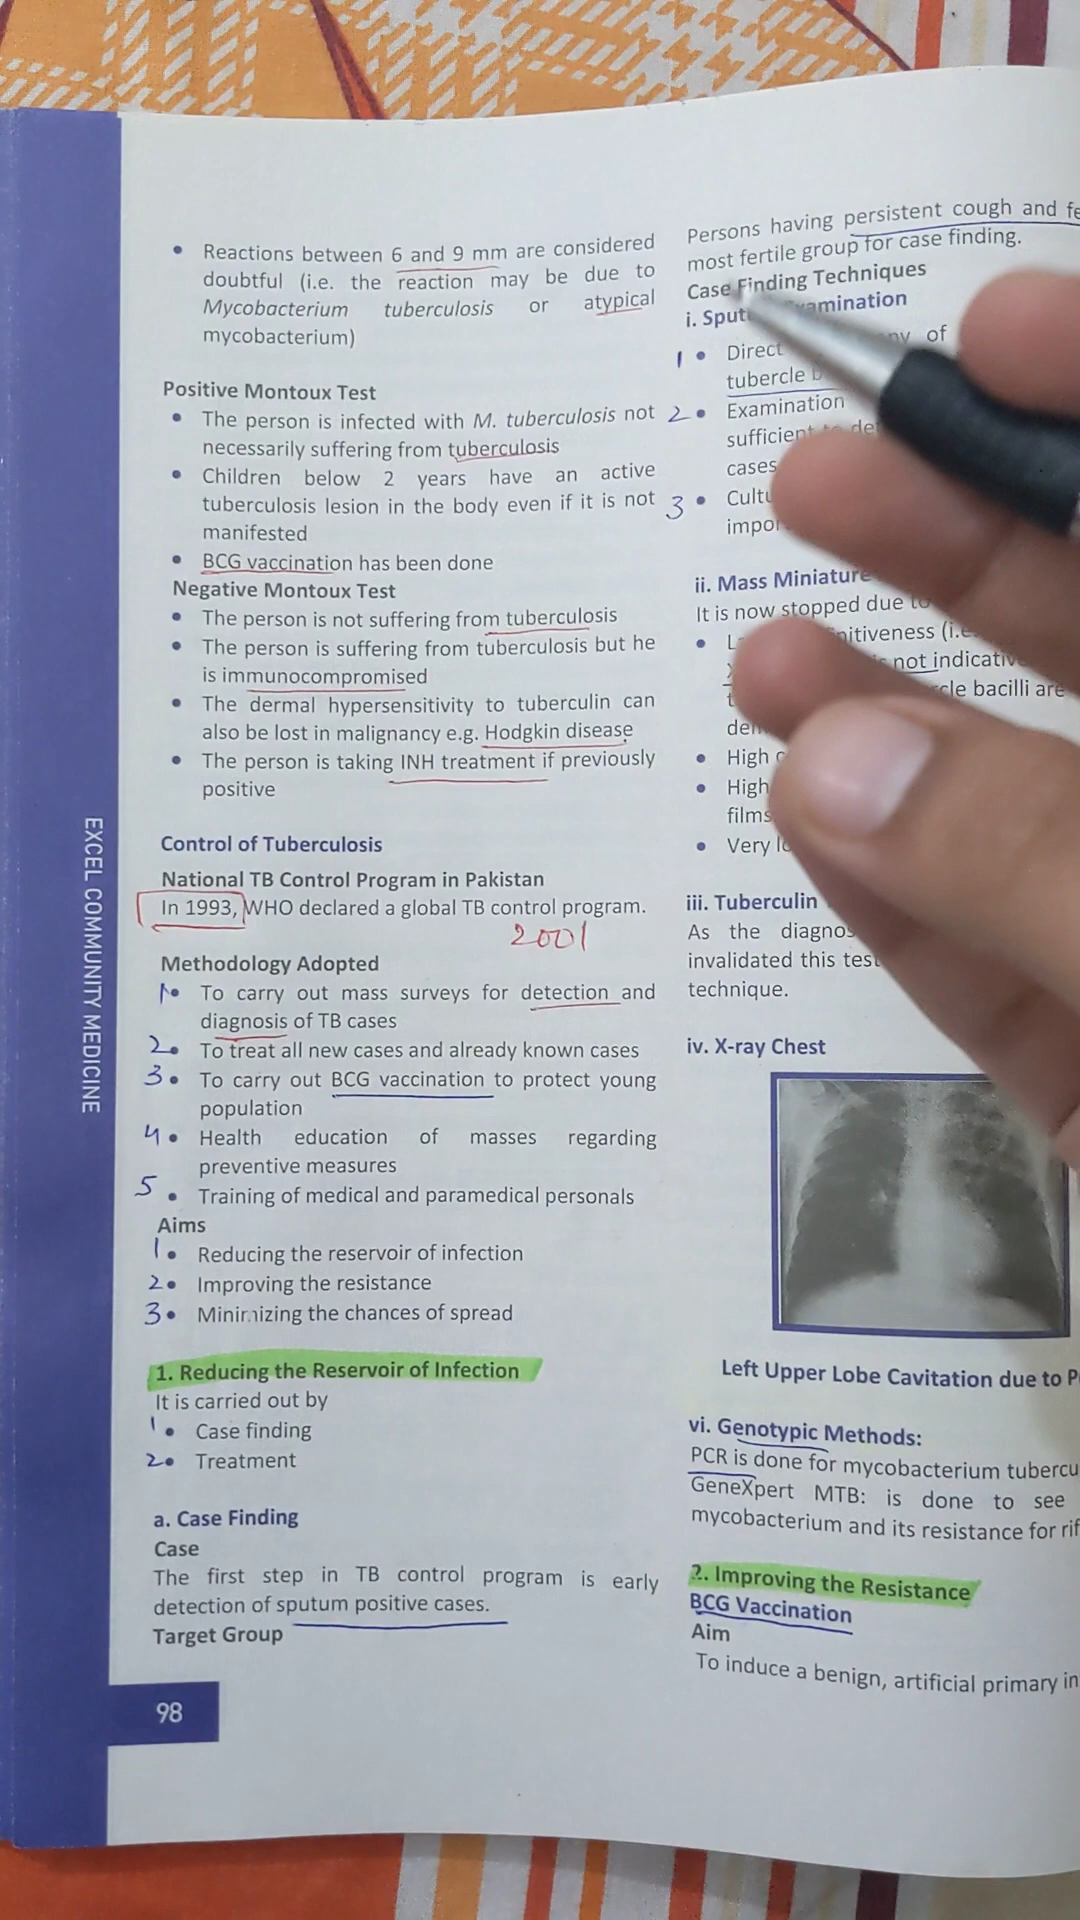 • Reactions between 6 and 9 mm are considered
doubtful (i.e. the reaction may be due to
Mycobacterium tuberculosis or atypical
mycobacterium)
Positive Montoux Test
• The person is infected with M. tuberculosis not
necessarily suffering from tuberculosis
• Children below 2 years have an active
tuberculosis lesion in the body even if it is not
manifested
• BCG vaccination has been done
Negative Montoux Test
• The person is not suffering from tuberculosis
• The person is suffering from tuberculosis but he
is immunocompromised
• The dermal hypersensitivity to tuberculin can
also be lost in malignancy e.g. Hodgkin disease
• The person is taking INH treatment if previously
positive
Control of Tuberculosis
National TB Control Program in Pakistan
In 1993, WHO declared a global TB control program.
2001
Methodology Adopted
1 • To carry out mass surveys for detection and
diagnosis of TB cases
2 • To treat all new cases and already known cases
3 • To carry out BCG vaccination to protect young
population
4 • Health education of masses regarding
preventive measures
5 • Training of medical and paramedical personals
Aims
1 • Reducing the reservoir of infection
2 • Improving the resistance
3 • Minimizing the chances of spread
1. Reducing the Reservoir of Infection
It is carried out by
1 • Case finding
2 • Treatment
a. Case Finding
Case
The first step in TB control program is early
detection of sputum positive cases.
Target Group
98
EXCEL COMMUNITY MEDICINE
Persons having persistent cough and
most fertile group for case finding.
Case Finding Techniques
i.
1 • Direct of
tubercle
2 • Examination
sufficient
cases
3 •
ii. Mass Miniature
It is now stopped due
•
not
bacilli are
• High
• High
films
• Very
iii. Tuberculin
As the
invalidated this
technique.
iv. X-ray Chest
Left Upper Lobe Cavitation due to
vi. Genotypic Methods:
PCR is done for mycobacterium
GeneXpert MTB: is done to see
mycobacterium and its resistance for
2. Improving the Resistance
BCG Vaccination
Aim
To induce a benign, artificial primary